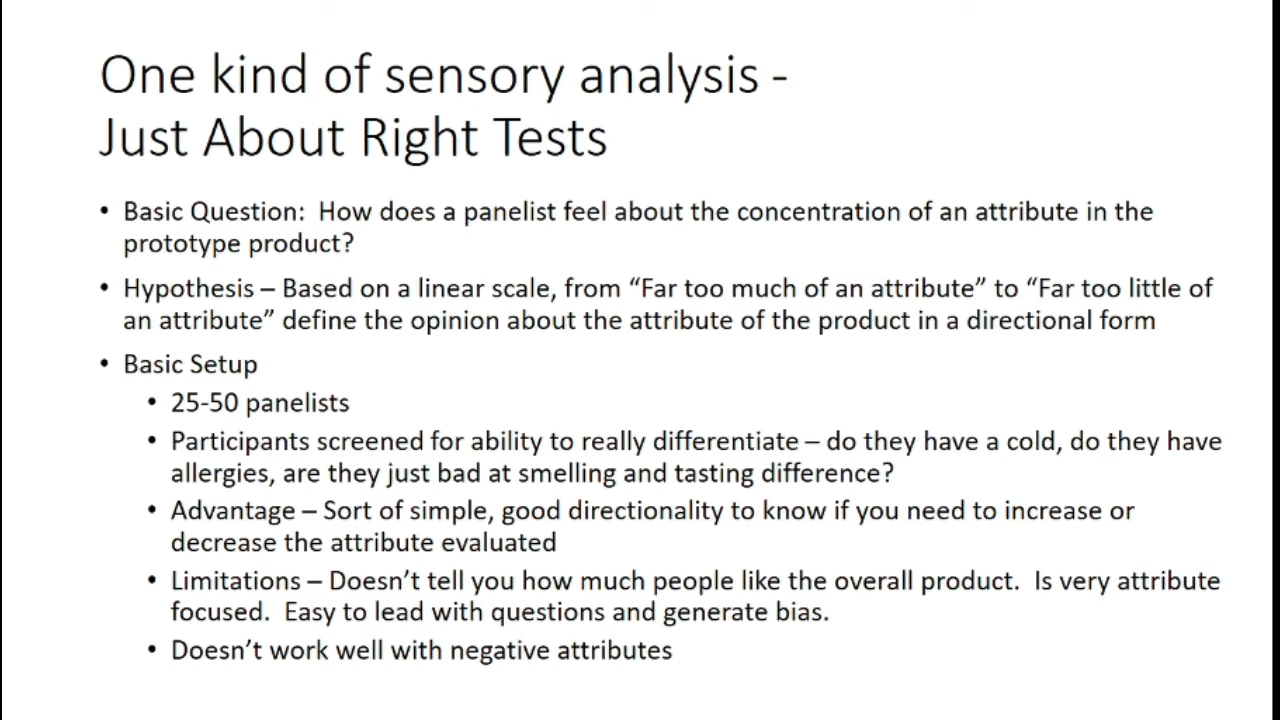 One kind of sensory analysis -
Just About Right Tests
• Basic Question:  How does a panelist feel about the concentration of an attribute in the
prototype product?
• Hypothesis – Based on a linear scale, from “Far too much of an attribute” to “Far too little of
an attribute” define the opinion about the attribute of the product in a directional form
• Basic Setup
• 25-50 panelists
• Participants screened for ability to really differentiate – do they have a cold, do they have
allergies, are they just bad at smelling and tasting difference?
• Advantage – Sort of simple, good directionality to know if you need to increase or
decrease the attribute evaluated
• Limitations – Doesn’t tell you how much people like the overall product.  Is very attribute
focused.  Easy to lead with questions and generate bias.
• Doesn’t work well with negative attributes